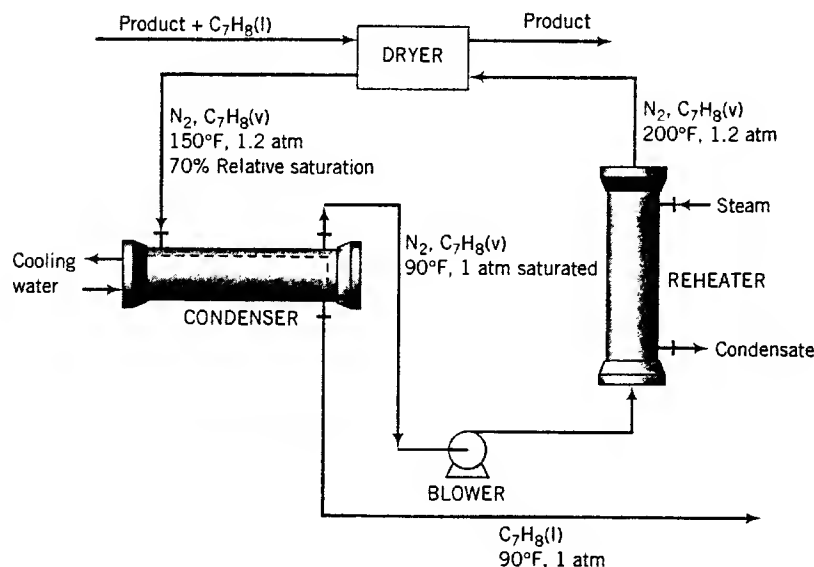 Product + C7H8(l)
Product
DRYER
N2, C7H8(v)
150°F, 1.2 atm
70% Relative saturation
N2, C7H8(v)
200°F, 1.2 atm
Steam
Cooling
water
N2, C7H8(v)
90°F, 1 atm saturated
REHEATER
CONDENSER
Condensate
BLOWER
C7H8(l)
90°F, 1 atm